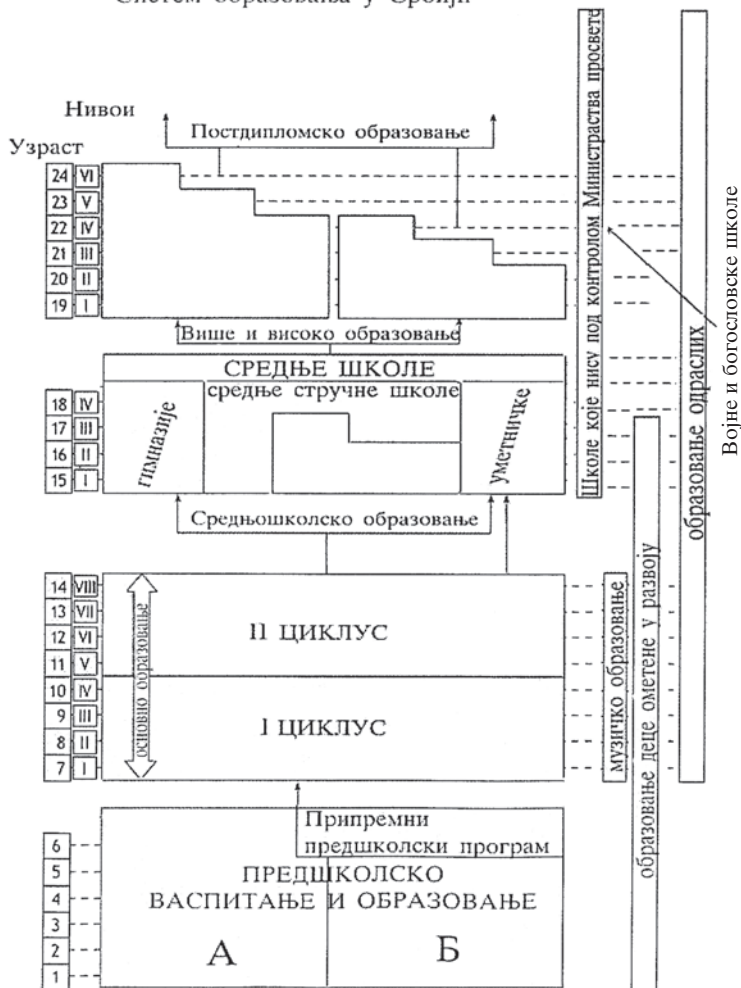 Систем образовања у Србији
Нивои
Узраст
Постдипломско образовање
24 VI
23 V
22 IV
21 III
20 II
19 I
Више и високо образовање
СРЕДЊЕ ШКОЛЕ
средње стручне школе
гимназије
уметничке
18 IV
17 III
16 II
15 I
Средњошколско образовање
14 VIII
13 VII
12 VI
11 V
10 IV
9 III
8 II
7 I
основно образовање
II ЦИКЛУС
I ЦИКЛУС
Припремни
предшколски програм
ПРЕДШКОЛСКО
ВАСПИТАЊЕ И ОБРАЗОВАЊЕ
А
Б
6
5
4
3
2
1
музичко образовање
Школе које нису под контролом Министраства просвете
образовање деце ометене у развоју
образовање одраслих
Војне и богословске школе